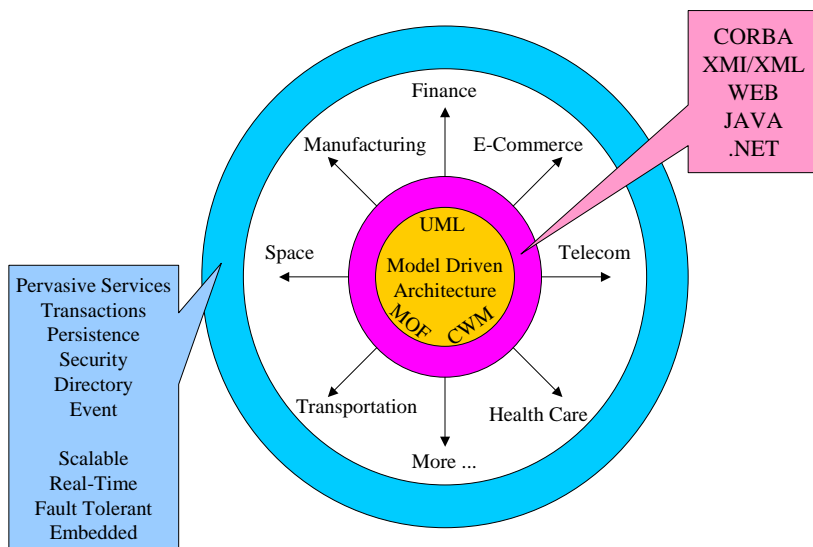 CORBA
XMI/XML
WEB
JAVA
.NET
Finance
Manufacturing
E-Commerce
UML
Space
Model Driven
Architecture
Telecom
MOF
CWM
Pervasive Services
Transactions
Persistence
Security
Directory
Event
Scalable
Real-Time
Fault Tolerant
Embedded
Transportation
Health Care
More ...